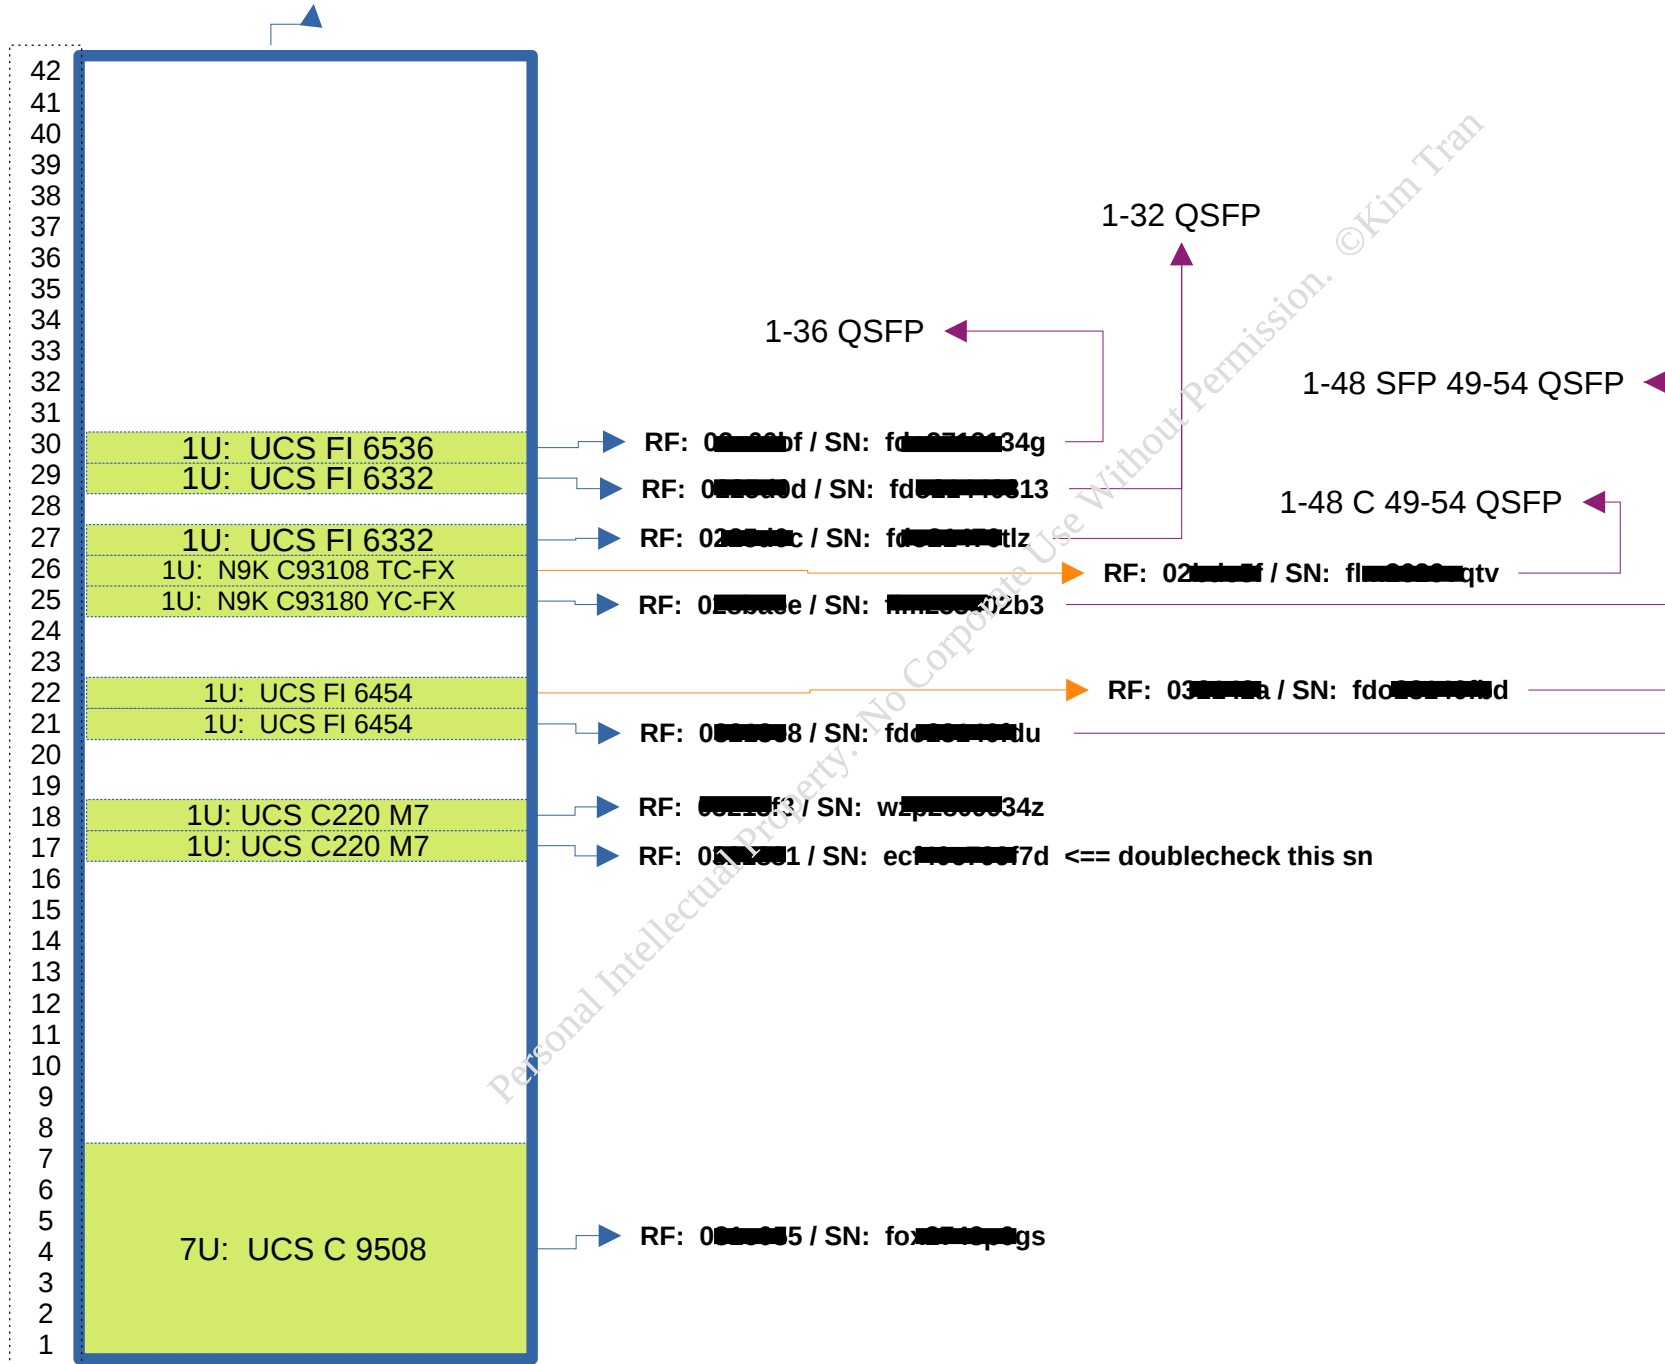 42
41
40
39
38
37
36
35
34
33
32
31
30
29
28
27
26
25
24
23
22
21
20
19
18
17
16
15
14
13
12
11
10
9
8
7
6
5
4
3
2
1
1-32 QSFP
1-36 QSFP
1-48 SFP 49-54 QSFP
1U: UCS FI 6536
RF: / SN:
1U: UCS FI 6332
RF: / SN:
1-48 C 49-54 QSFP
1U: UCS FI 6332
RF: / SN:
1U: N9K C93108 TC-FX
RF: / SN:
1U: N9K C93180 YC-FX
RF: / SN:
1U: UCS FI 6454
RF: / SN:
1U: UCS FI 6454
RF: / SN:
1U: UCS C220 M7
RF: / SN:
1U: UCS C220 M7
RF: / SN: <== doublecheck this sn
7U: UCS C 9508
RF: / SN:
Personal Intellectual Property. No Corporate Use Without Permission. ©Kim Tran